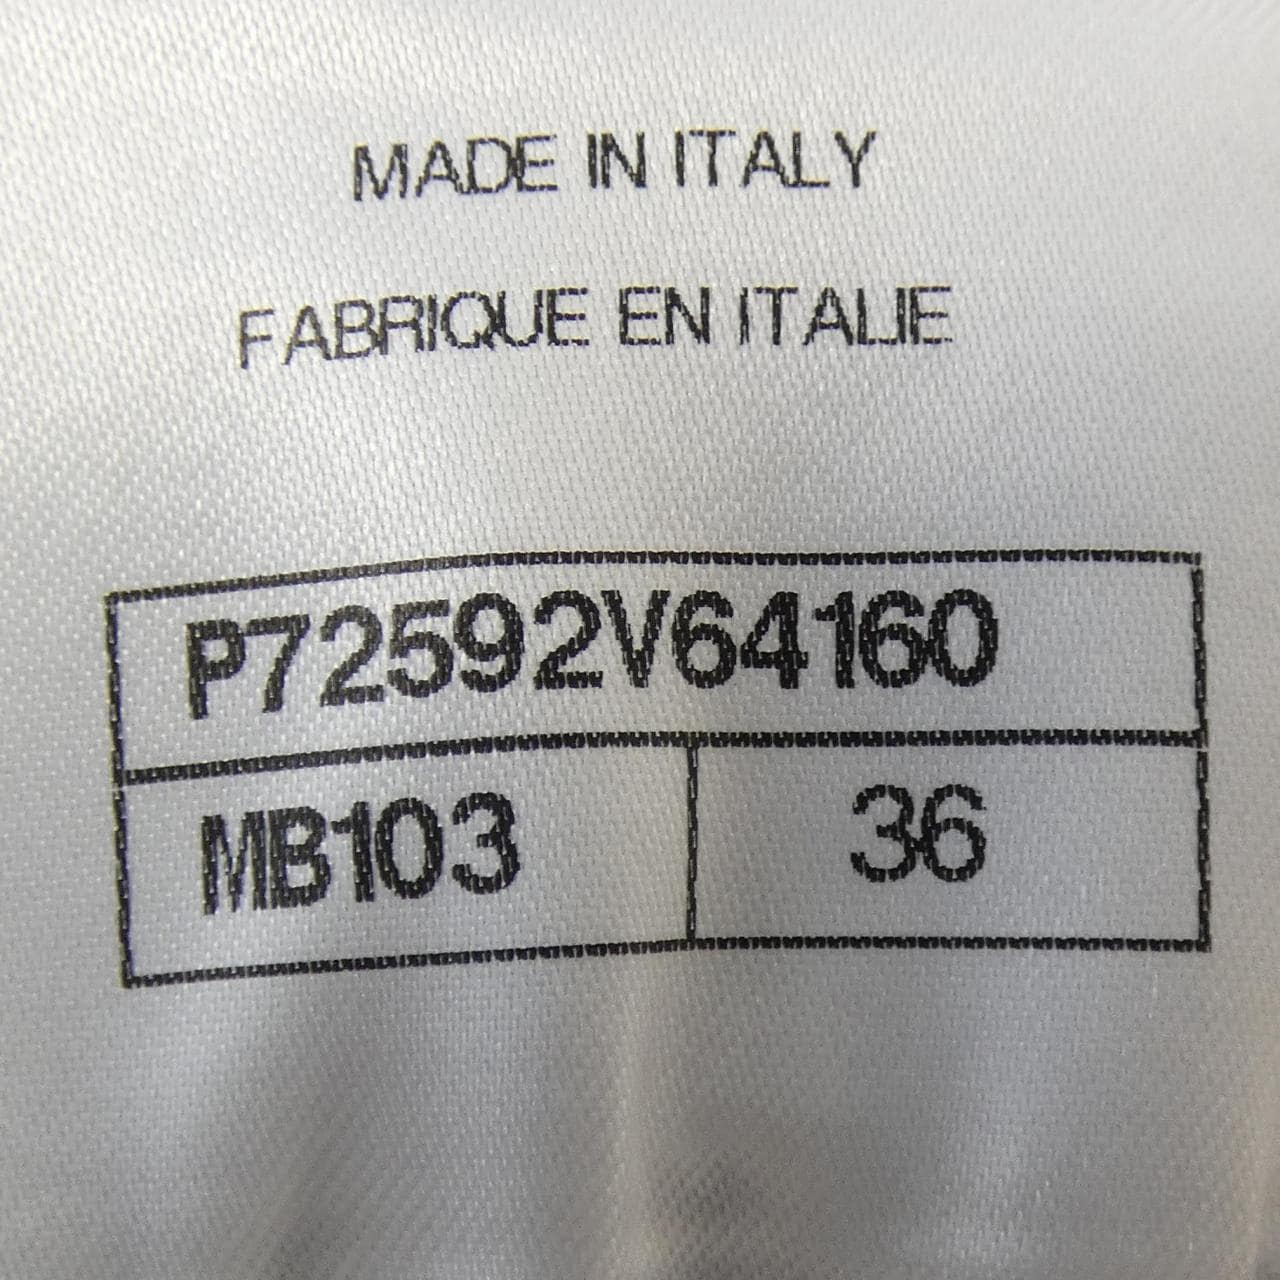 MADE IN ITALY
FABRIQUE EN ITALIE
P72592V64160
MB103 36